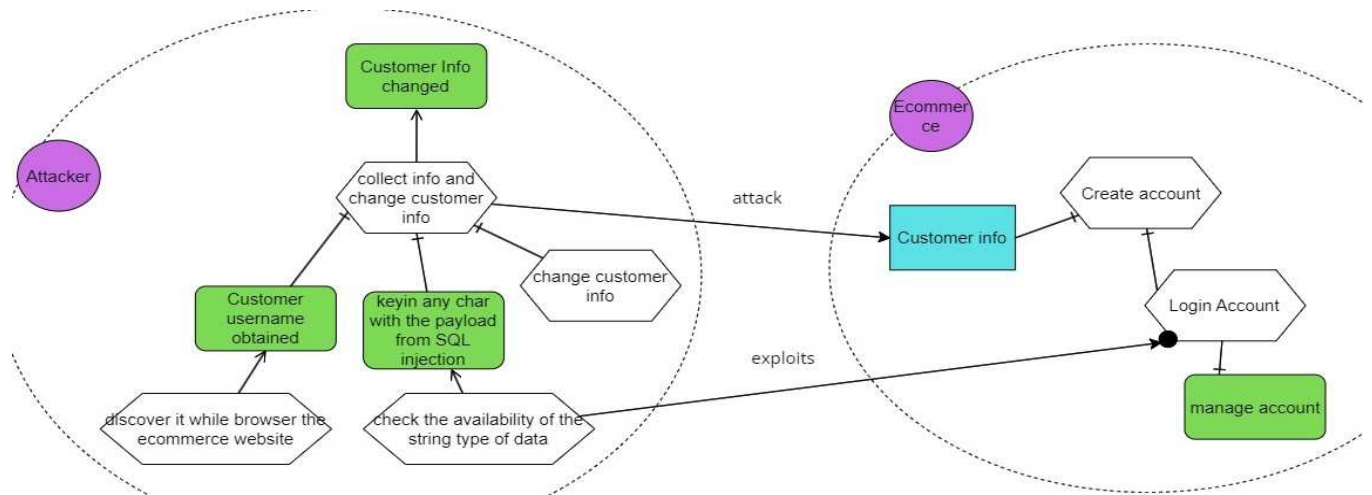 Customer Info
changed
Attacker
collect info and
change customer
info
attack
Ecommer
ce
Create account
Customer info
change customer
info
Customer
username
obtained
keyin any char
with the payload
from SQL
injection
Login Account
exploits
manage account
discover it while browser the
ecommerce website
check the availability of the
string type of data